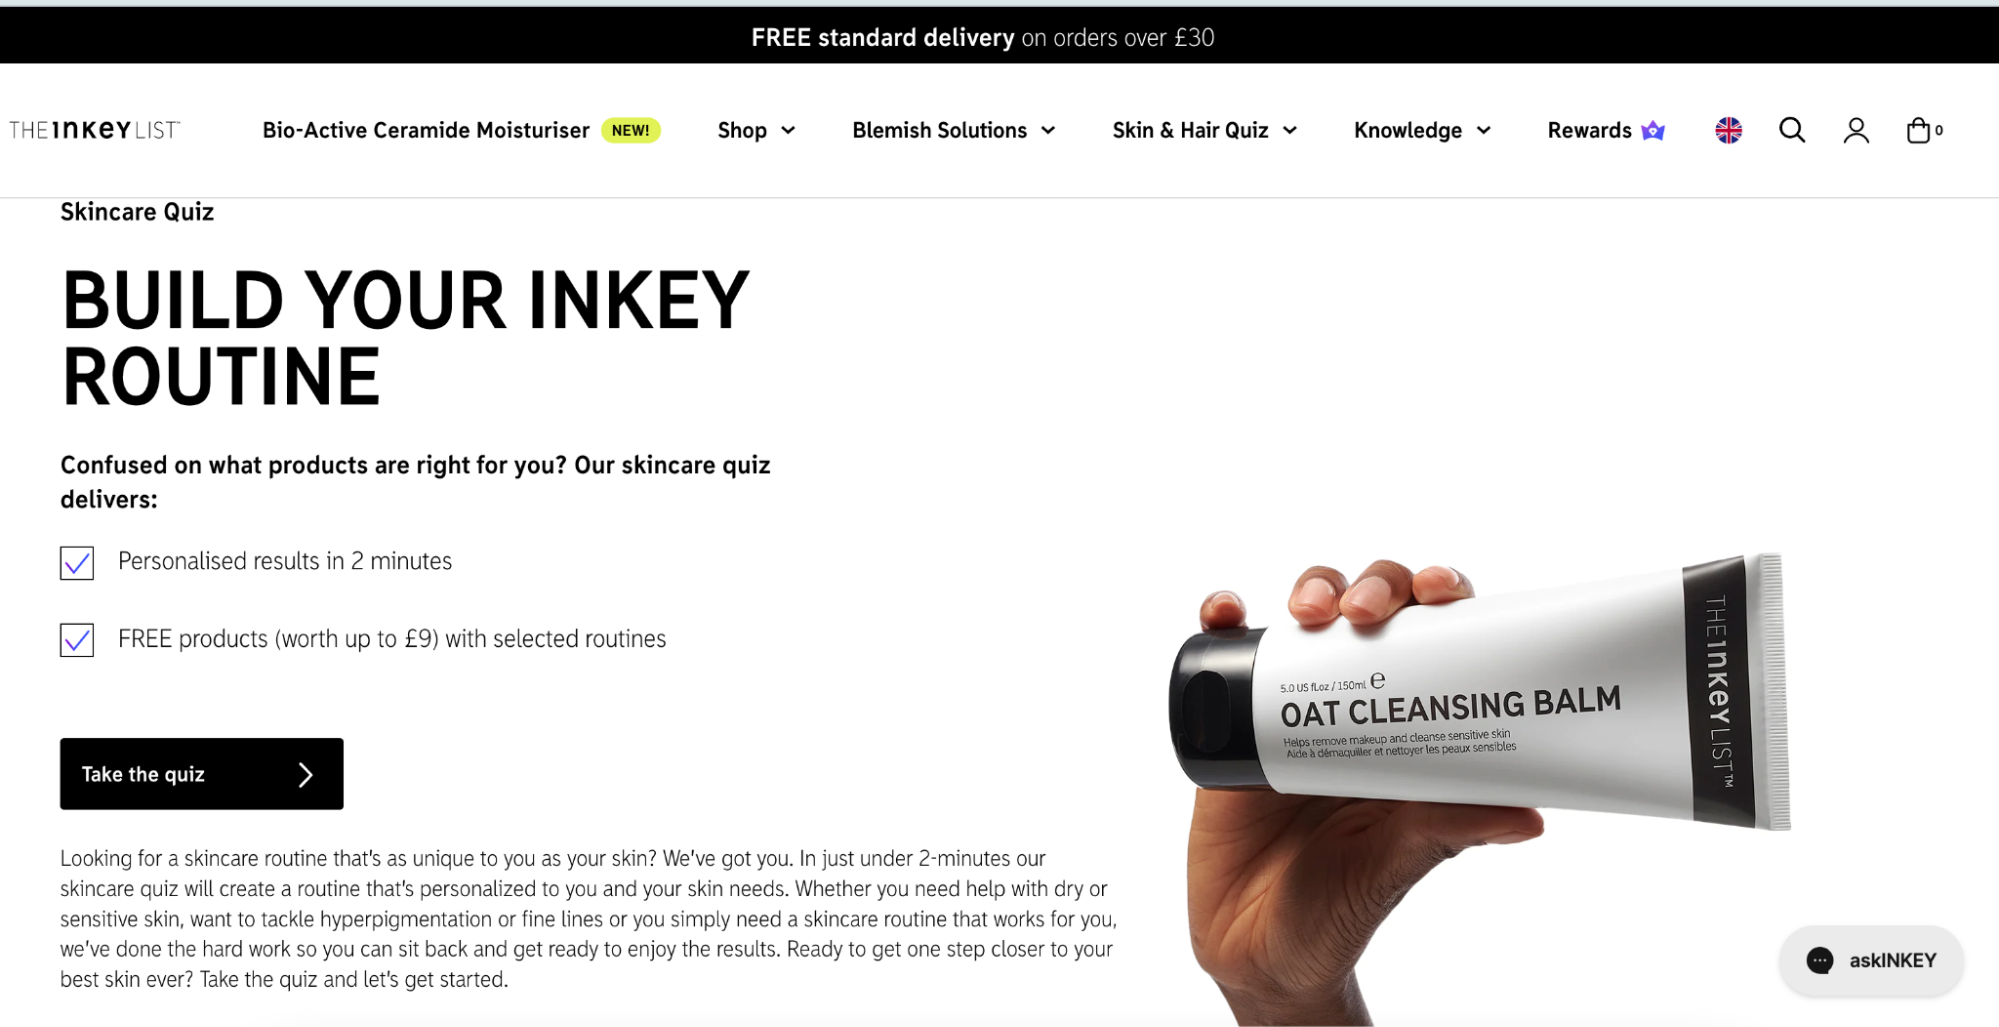 FREE standard delivery on orders over £30
THE INKEY LIST™
Bio-Active Ceramide Moisturiser NEW!
Shop
Blemish Solutions
Skin & Hair Quiz
Knowledge
Rewards
0
Skincare Quiz
BUILD YOUR INKEY
ROUTINE
Confused on what products are right for you? Our skincare quiz
delivers:
Personalised results in 2 minutes
FREE products (worth up to £9) with selected routines
Take the quiz
Looking for a skincare routine that's as unique to you as your skin? We've got you. In just under 2-minutes our
skincare quiz will create a routine that's personalized to you and your skin needs. Whether you need help with dry or
sensitive skin, want to tackle hyperpigmentation or fine lines or you simply need a skincare routine that works for you,
we've done the hard work so you can sit back and get ready to enjoy the results. Ready to get one step closer to your
best skin ever? Take the quiz and let's get started.
5.0 US fl.oz / 150ml ℮
OAT CLEANSING BALM
Helps remove makeup and cleanse sensitive skin
Aide à démaquiller et nettoyer les peaux sensibles
THE INKEY LIST™
askINKEY